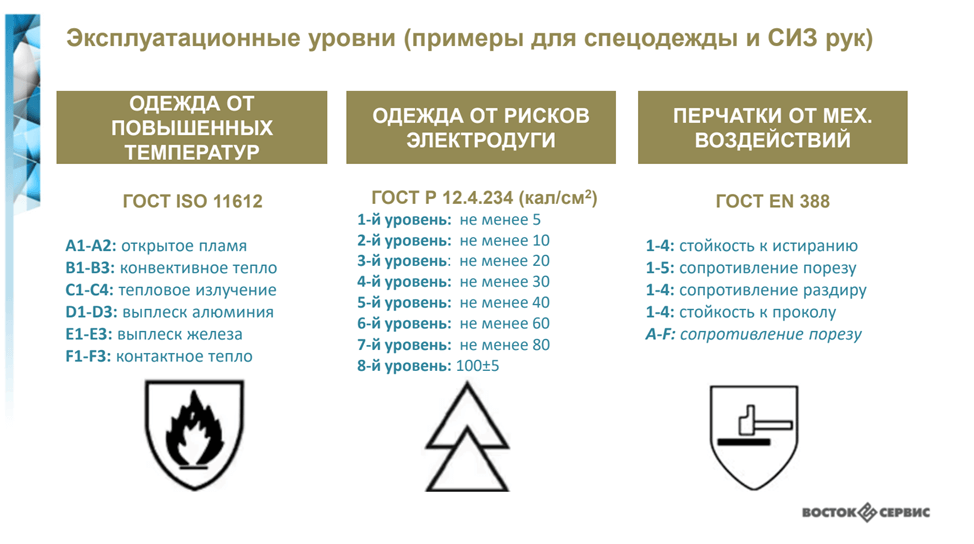 Эксплуатационные уровни (примеры для спецодежды и СИЗ рук)
ОДЕЖДА ОТ
ПОВЫШЕННЫХ
ТЕМПЕРАТУР
ГОСТ ISO 11612
A1-A2: открытое пламя
B1-B3: конвективное тепло
C1-C4: тепловое излучение
D1-D3: выплеск алюминия
E1-E3: выплеск железа
F1-F3: контактное тепло
ОДЕЖДА ОТ РИСКОВ
ЭЛЕКТРОДУГИ
ГОСТ Р 12.4.234 (кал/см²)
1-й уровень: не менее 5
2-й уровень: не менее 10
3-й уровень: не менее 20
4-й уровень: не менее 30
5-й уровень: не менее 40
6-й уровень: не менее 60
7-й уровень: не менее 80
8-й уровень: 100±5
ПЕРЧАТКИ ОТ МЕХ.
ВОЗДЕЙСТВИЙ
ГОСТ EN 388
1-4: стойкость к истиранию
1-5: сопротивление порезу
1-4: сопротивление раздиру
1-4: стойкость к проколу
A-F: сопротивление порезу
ВОСТОК СЕРВИС